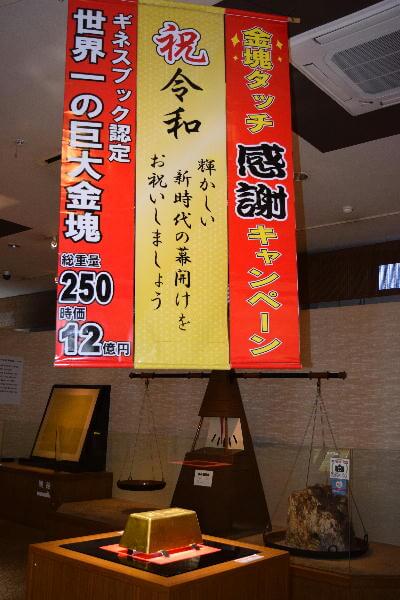 金塊タッチ
感謝
キャンペーン
祝
令和
輝かしい
新時代の幕開けを
お祝いしましょう
ギネスブック認定
世界一の巨大金塊
総重量
250
時価
12億円